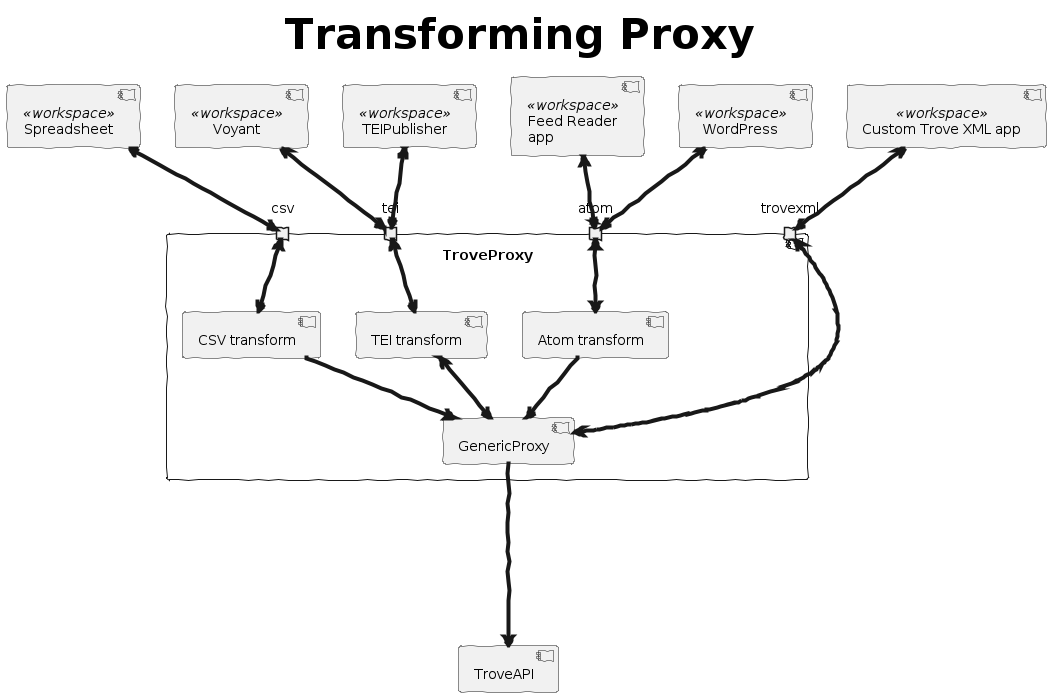 Transforming Proxy
«workspace»
Spreadsheet
«workspace»
Voyant
«workspace»
TEIPublisher
«workspace»
Feed Reader
app
«workspace»
WordPress
«workspace»
Custom Trove XML app
csv
tei
atom
trovexml
TroveProxy
CSV transform
TEI transform
Atom transform
GenericProxy
TroveAPI